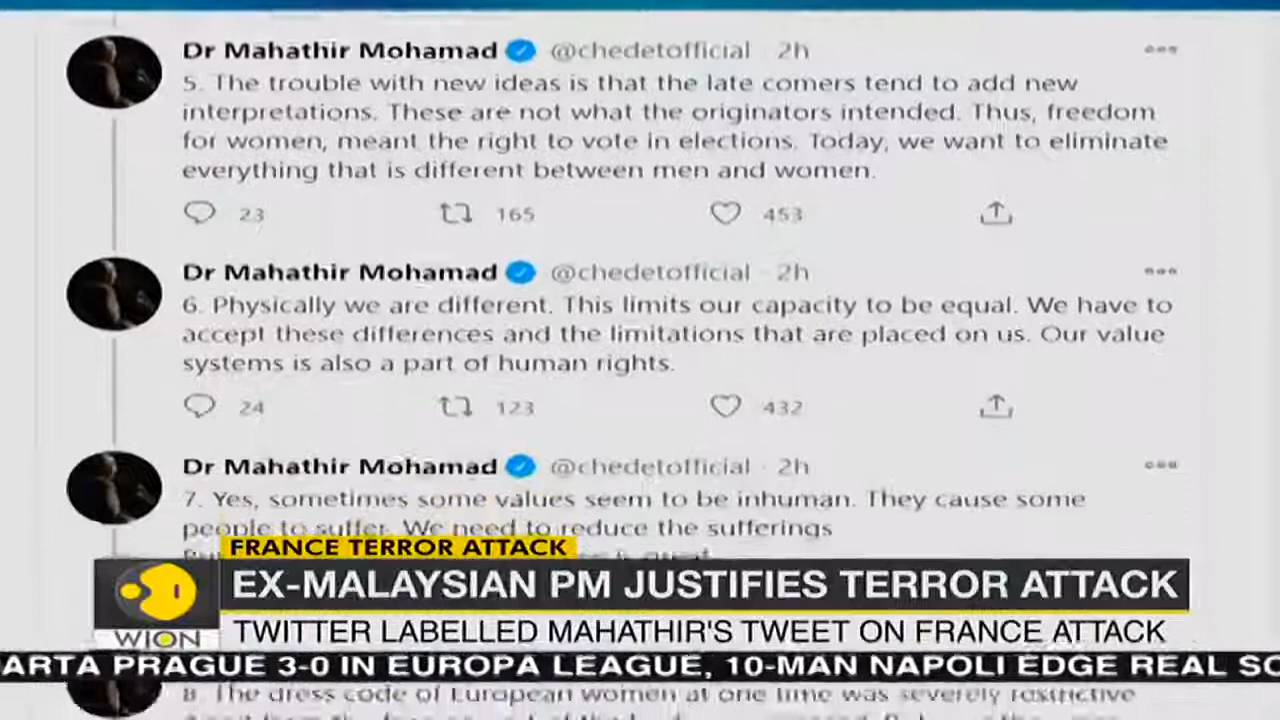 Dr Mahathir Mohamad @chedetofficial · 2h
5. The trouble with new ideas is that the late comers tend to add new
interpretations. These are not what the originators intended. Thus, freedom
for women, meant the right to vote in elections. Today, we want to eliminate
everything that is different between men and women.
23 165 453
Dr Mahathir Mohamad @chedetofficial · 2h
6. Physically we are different. This limits our capacity to be equal. We have to
accept these differences and the limitations that are placed on us. Our value
systems is also a part of human rights.
24 123 432
Dr Mahathir Mohamad @chedetofficial · 2h
7. Yes, sometimes some values seem to be inhuman. They cause some
people to suffer. We need to reduce the sufferings
FRANCE TERROR ATTACK
EX-MALAYSIAN PM JUSTIFIES TERROR ATTACK
WION
TWITTER LABELLED MAHATHIR'S TWEET ON FRANCE ATTACK
ARTA PRAGUE 3-0 IN EUROPA LEAGUE, 10-MAN NAPOLI EDGE REAL SO
8. The dress code of European women at one time was severely restrictive